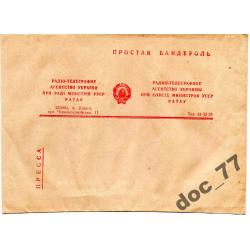 ПРОСТАЯ БАНДЕРОЛЬ
РАДІО-ТЕЛЕГРАФНЕ
АГЕНТСТВО УКРАЇНИ
ПРИ РАДІ МІНІСТРІВ УРСР
РАТАУ
РАДИО-ТЕЛЕГРАФНОЕ
АГЕНТСТВО УКРАИНЫ
ПРИ СОВЕТЕ МИНИСТРОВ УССР
РАТАУ
ПРЕССА
doc_77